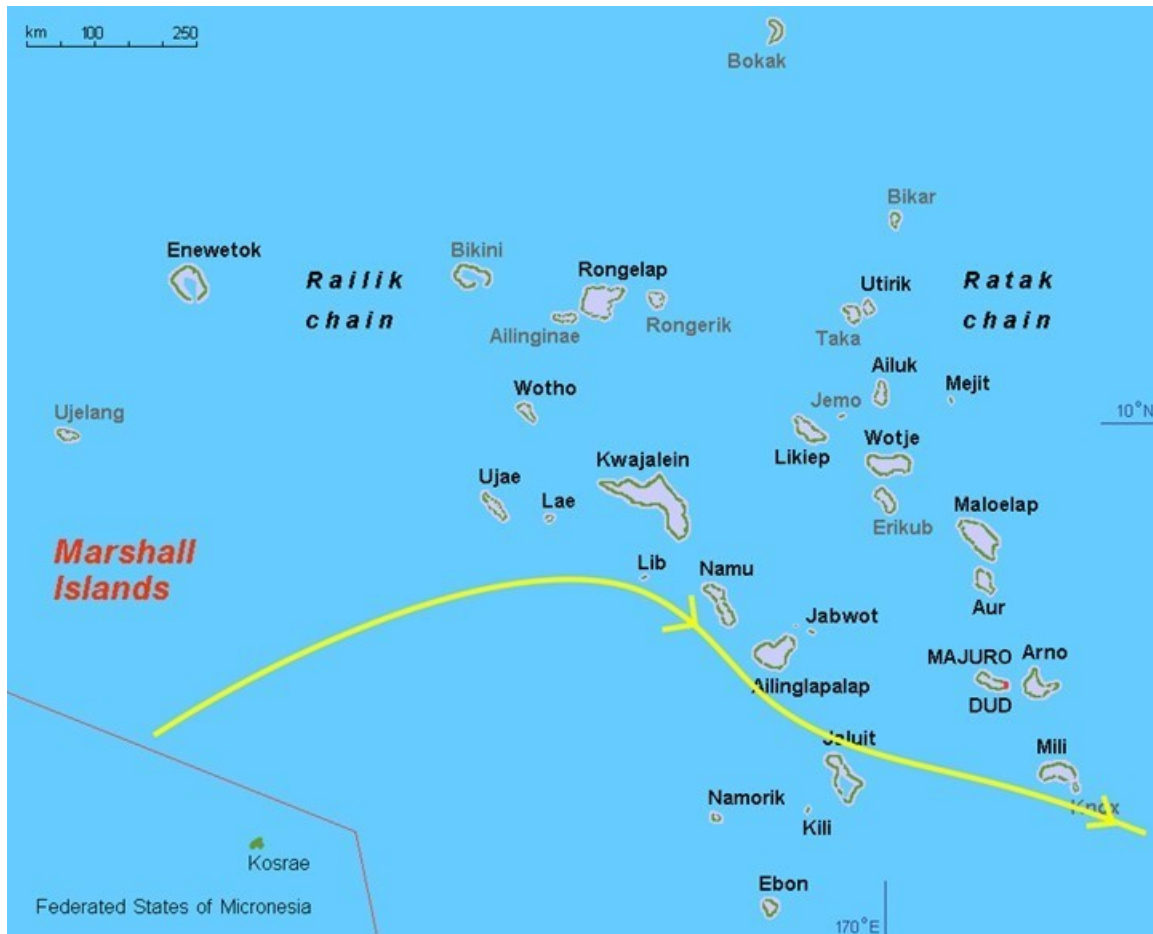 km 100 250
Bokak
Bikar
Enewetok
Bikini
Rongelap
Railik
chain
Utirik
Ratak
chain
Ailinginae
Rongerik
Taka
Ailuk
Mejit
Wotho
Jemo
Ujelang
10°N
Wotje
Likiep
Kwajalein
Ujae
Lae
Maloelap
Erikub
Marshall
Islands
Lib
Namu
Aur
Jabwot
MAJURO
Arno
Ailinglapalap
DUD
Jaluit
Mili
Namorik
Knox
Kili
Kosrae
Ebon
Federated States of Micronesia
170°E